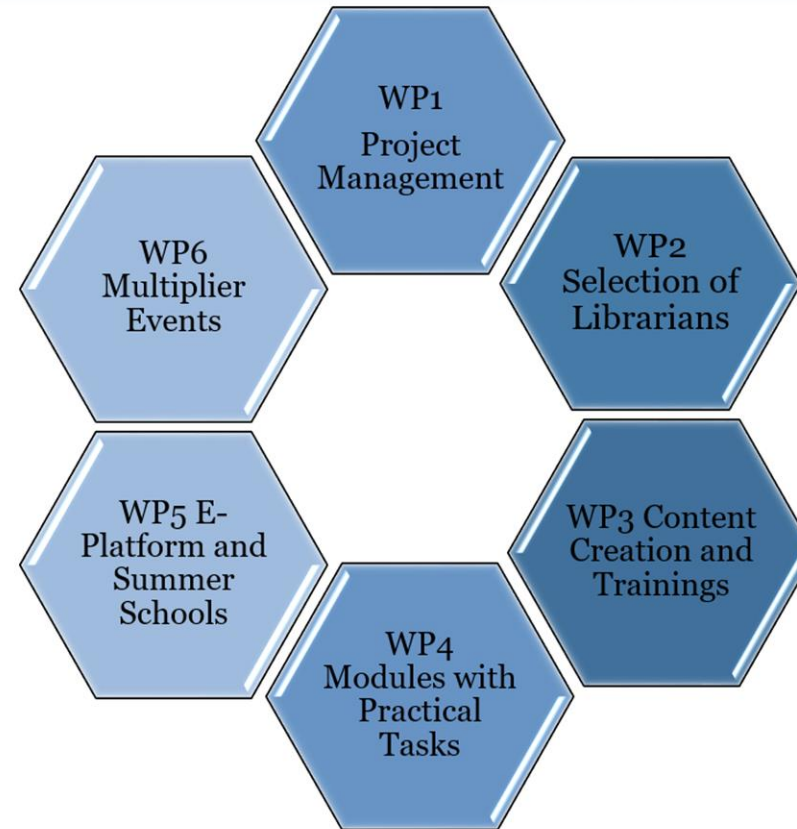 WP1
Project
Management
WP2
Selection of
Librarians
WP3 Content
Creation and
Trainings
WP4
Modules with
Practical
Tasks
WP5 E-
Platform and
Summer
Schools
WP6
Multiplier
Events